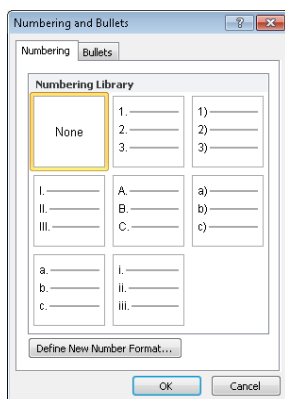 Numbering and Bullets
Numbering Bullets
Numbering Library
None
1.
2.
3.
1)
2)
3)
I.
II.
III.
A.
B.
C.
a)
b)
c)
a.
b.
c.
i.
ii.
iii.
Define New Number Format...
OK Cancel